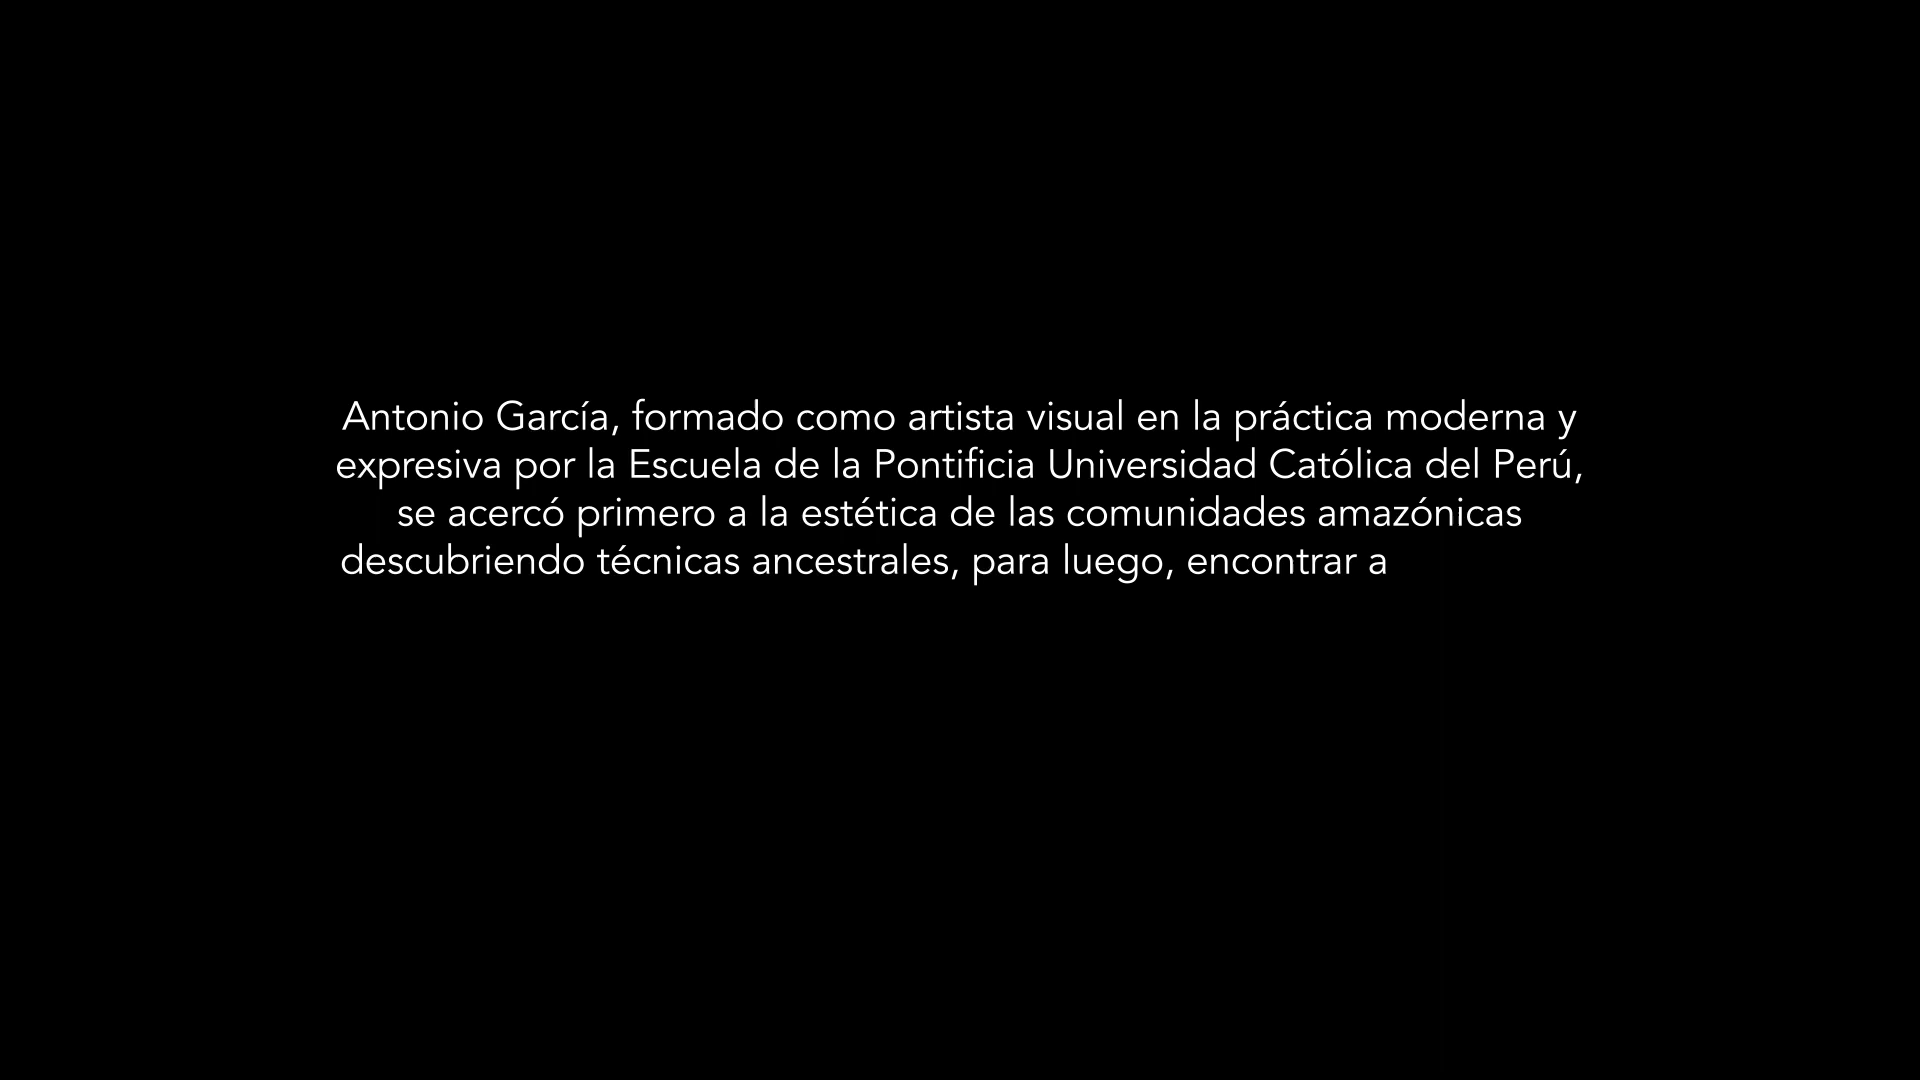 Antonio García, formado como artista visual en la práctica moderna y
expresiva por la Escuela de la Pontificia Universidad Católica del Perú,
se acercó primero a la estética de las comunidades amazónicas
descubriendo técnicas ancestrales, para luego, encontrar a